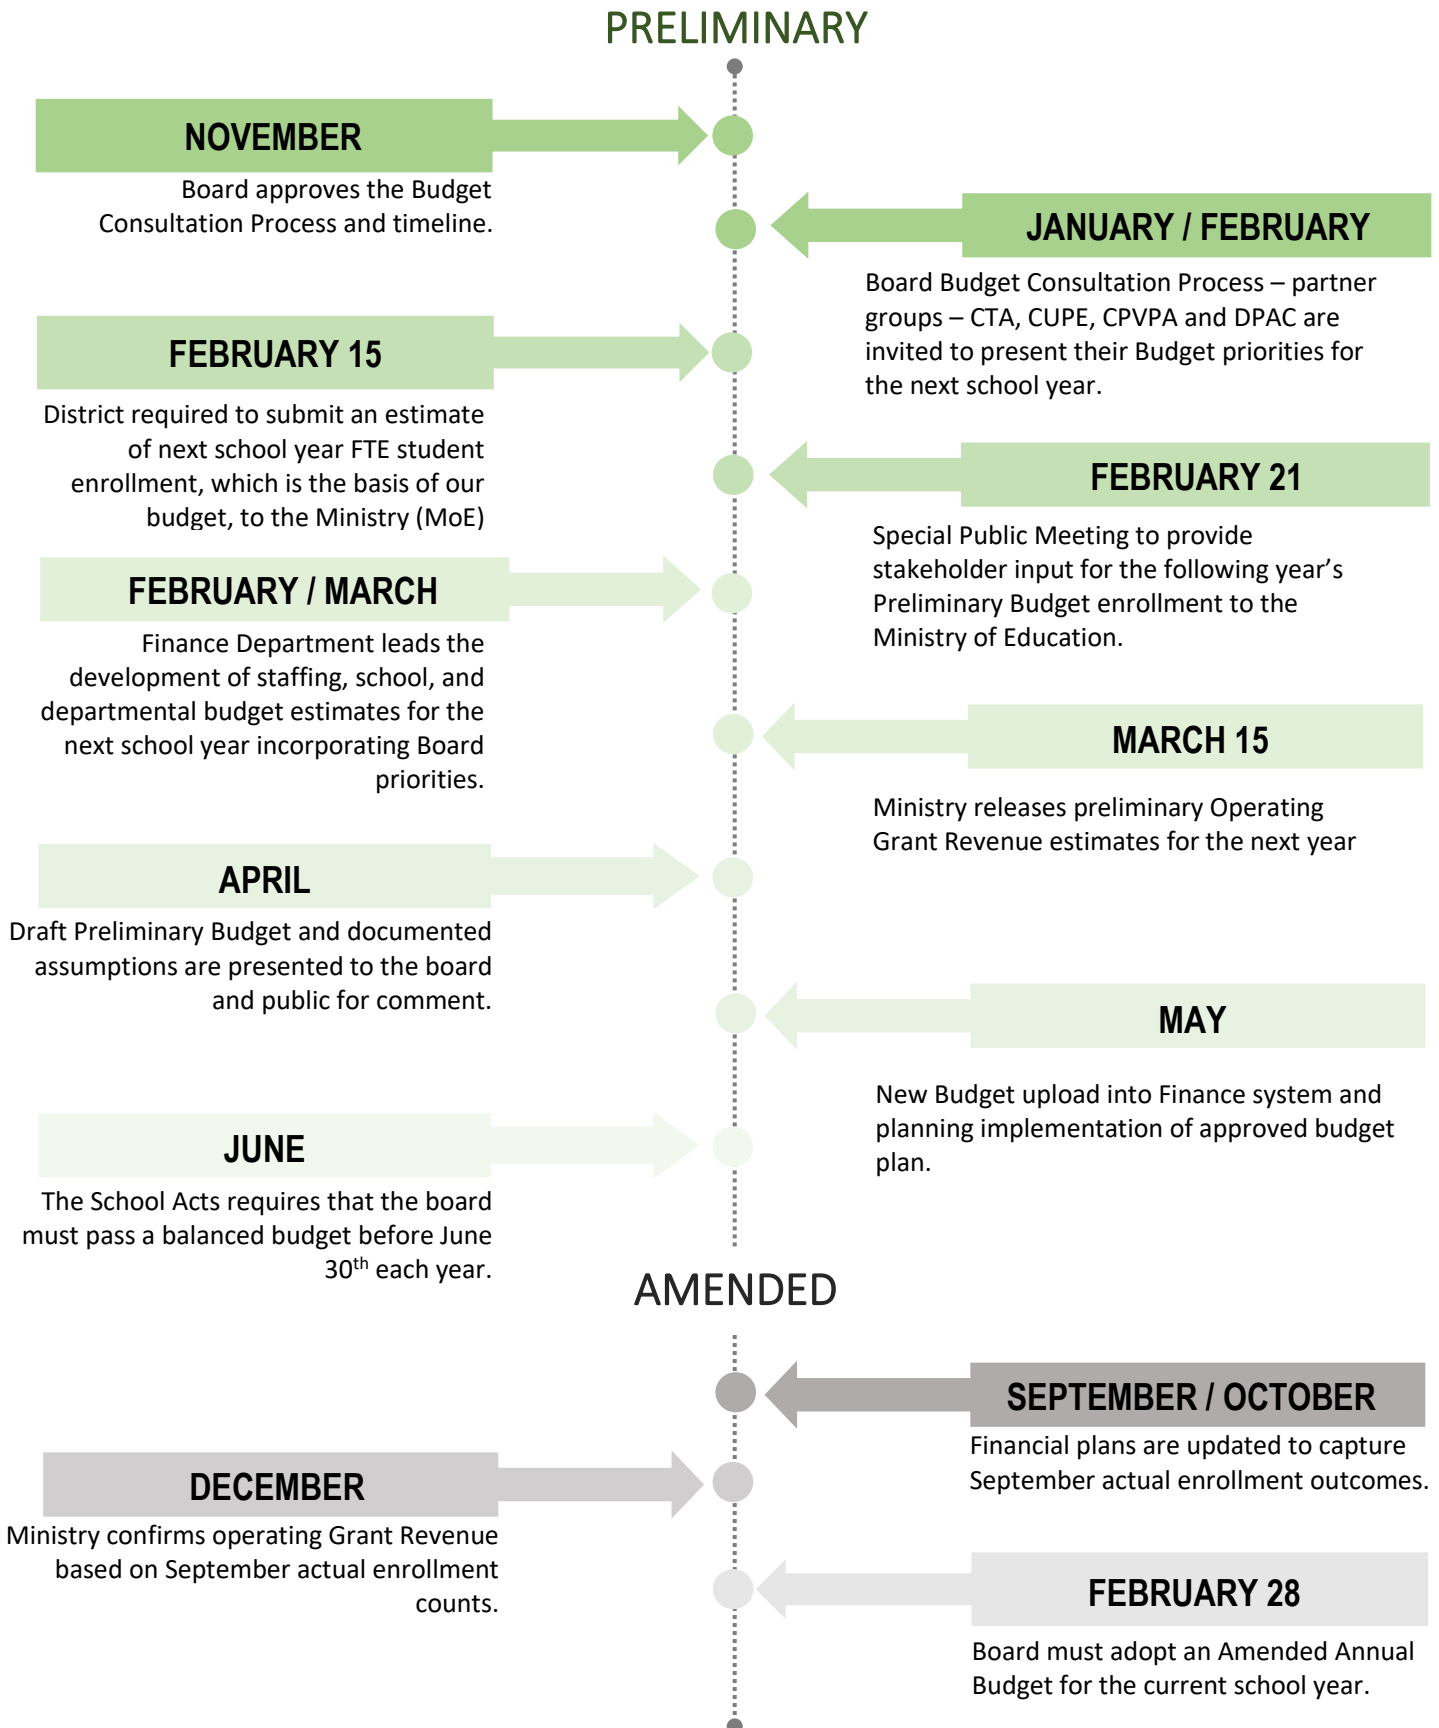 PRELIMINARY
NOVEMBER
Board approves the Budget
Consultation Process and timeline.
JANUARY / FEBRUARY
Board Budget Consultation Process – partner
groups – CTA, CUPE, CPVPA and DPAC are
invited to present their Budget priorities for
the next school year.
FEBRUARY 15
District required to submit an estimate
of next school year FTE student
enrollment, which is the basis of our
budget, to the Ministry (MoE)
FEBRUARY 21
Special Public Meeting to provide
stakeholder input for the following year’s
Preliminary Budget enrollment to the
Ministry of Education.
FEBRUARY / MARCH
Finance Department leads the
development of staffing, school, and
departmental budget estimates for the
next school year incorporating Board
priorities.
MARCH 15
Ministry releases preliminary Operating
Grant Revenue estimates for the next year
APRIL
Draft Preliminary Budget and documented
assumptions are presented to the board
and public for comment.
MAY
New Budget upload into Finance system and
planning implementation of approved budget
plan.
JUNE
The School Acts requires that the board
must pass a balanced budget before June
30th each year.
AMENDED
SEPTEMBER / OCTOBER
Financial plans are updated to capture
September actual enrollment outcomes.
DECEMBER
Ministry confirms operating Grant Revenue
based on September actual enrollment
counts.
FEBRUARY 28
Board must adopt an Amended Annual
Budget for the current school year.